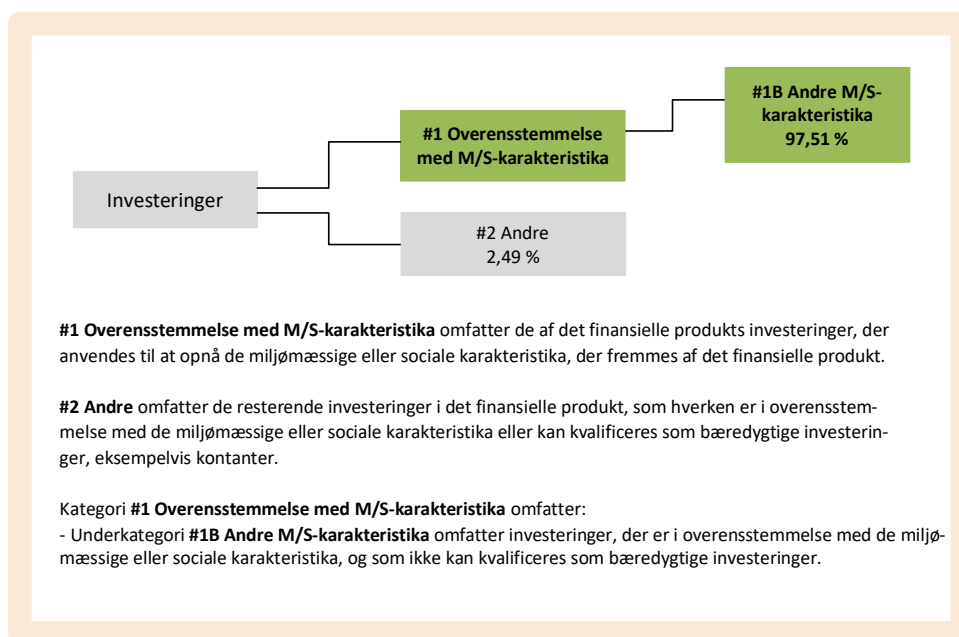 #1B Andre M/S-
karakteristika
97,51 %
#1 Overensstemmelse
med M/S-karakteristika
Investeringer
#2 Andre
2,49 %
#1 Overensstemmelse med M/S-karakteristika omfatter de af det finansielle produkts investeringer, der
anvendes til at opnå de miljømæssige eller sociale karakteristika, der fremmes af det finansielle produkt.
#2 Andre omfatter de resterende investeringer i det finansielle produkt, som hverken er i overensstem-
melse med de miljømæssige eller sociale karakteristika eller kan kvalificeres som bæredygtige investerin-
ger, eksempelvis kontanter.
Kategori #1 Overensstemmelse med M/S-karakteristika omfatter:
- Underkategori #1B Andre M/S-karakteristika omfatter investeringer, der er i overensstemmelse med de miljø-
mæssige eller sociale karakteristika, og som ikke kan kvalificeres som bæredygtige investeringer.